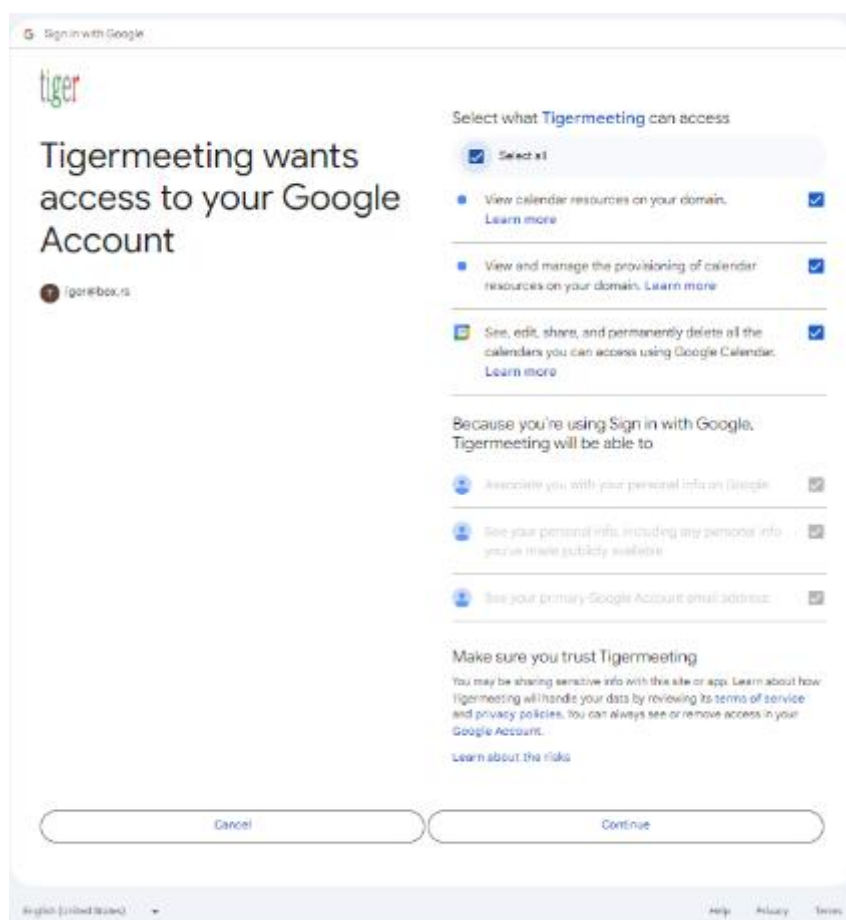 Sign in with Google
tiger
Tigermeeting wants
access to your Google
Account
Select what Tigermeeting can access
Select all
View calendar resources on your domain.
Learn more
View and manage the provisioning of calendar
resources on your domain. Learn more
See, edit, share, and permanently delete all the
calendars you can access using Google Calendar.
Learn more
Because you're using Sign in with Google,
Tigermeeting will be able to
Associate you with your personal info on Google
See your personal info, including any personal info
you've made publicly available
See your primary Google Account email address
Make sure you trust Tigermeeting
You may be sharing sensitive info with this site or app. Learn about how
Tigermeeting will handle your data by reviewing its terms of service
and privacy policies. You can always see or remove access in your
Google Account.
Learn about the risks
Cancel
Continue
English (United States)
Help
Privacy
Terms